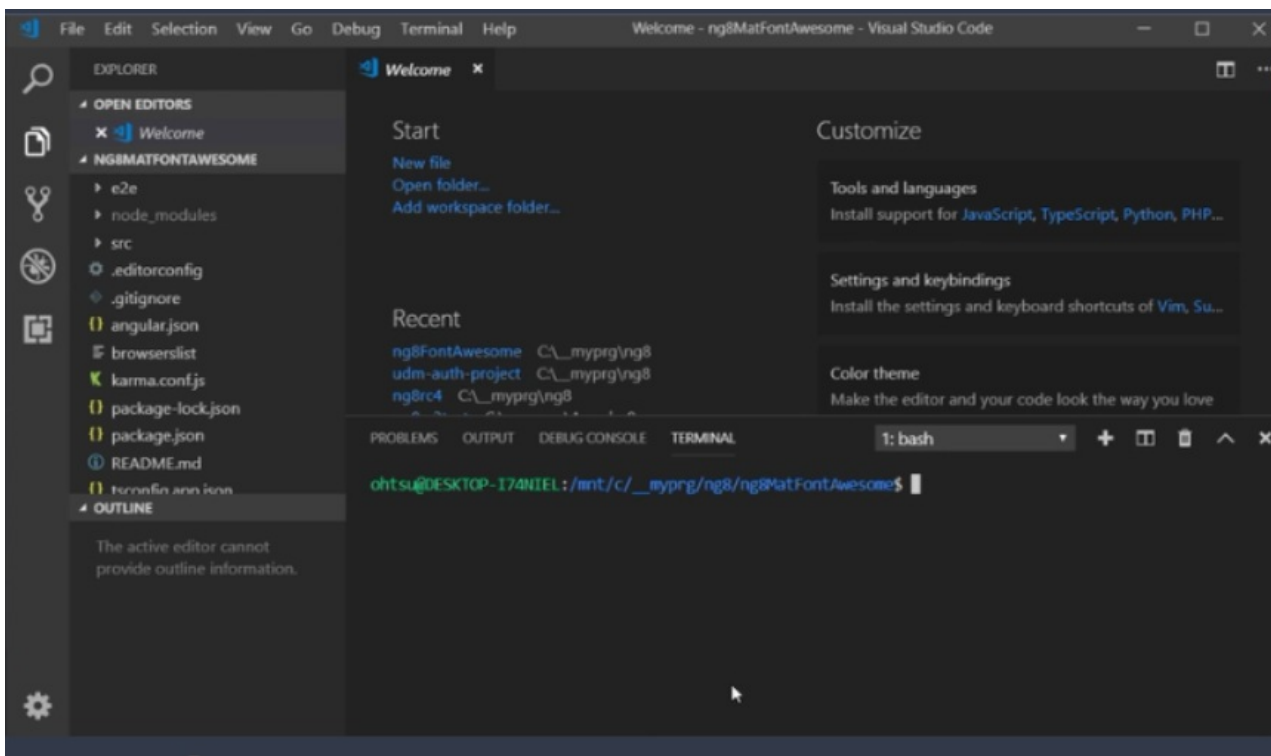 File Edit Selection View Go Debug Terminal Help
Welcome - ng8MatFontAwesome - Visual Studio Code
EXPLORER
OPEN EDITORS
Welcome
NG8MATFONTAWESOME
e2e
node_modules
src
.editorconfig
.gitignore
angular.json
browserslist
karma.conf.js
package-lock.json
package.json
README.md
tsconfig.app.json
OUTLINE
The active editor cannot
provide outline information.
Welcome
Start
New file
Open folder...
Add workspace folder...
Recent
ng8FontAwesome C:\__myprg\ng8
udm-auth-project C:\__myprg\ng8
ng8rc4 C:\__myprg\ng8
Customize
Tools and languages
Install support for JavaScript, TypeScript, Python, PHP...
Settings and keybindings
Install the settings and keyboard shortcuts of Vim, Su...
Color theme
Make the editor and your code look the way you love
PROBLEMS OUTPUT DEBUG CONSOLE TERMINAL
1: bash
ohtsu@DESKTOP-I74NIEL:/mnt/c/__myprg/ng8/ng8MatFontAwesome$